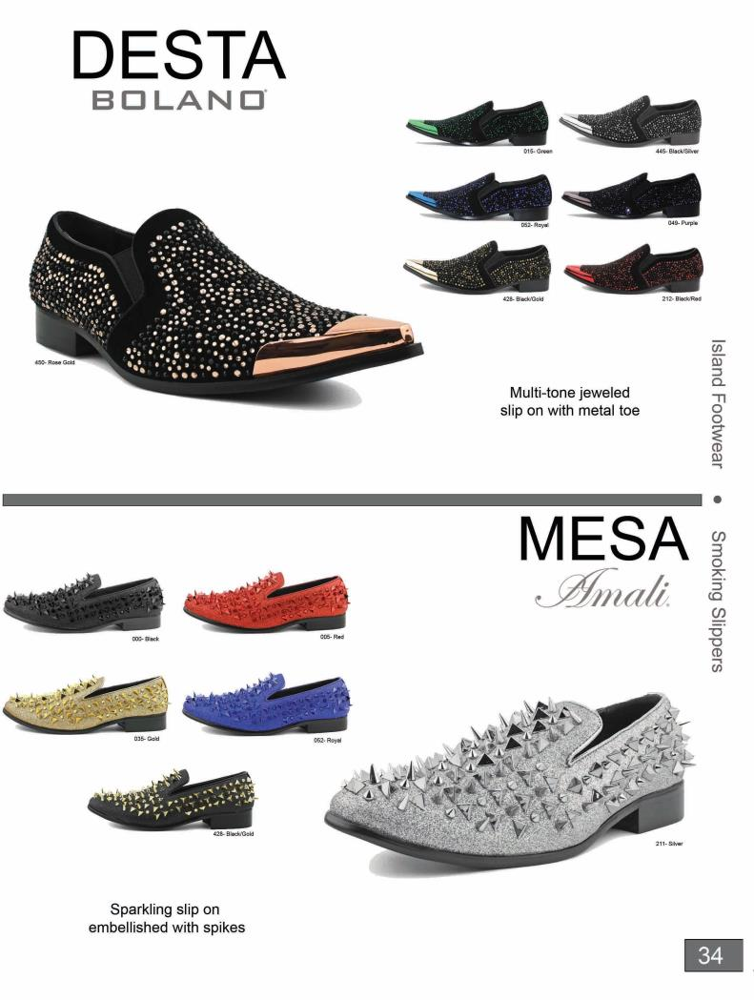 DESTA
BOLANO
015- Green
445- Black/Silver
052- Royal
049- Purple
428- Black/Gold
212- Black/Red
450- Rose Gold
Multi-tone jeweled
slip on with metal toe
Island Footwear • Smoking Slippers
MESA
Amali.
000- Black
005- Red
035- Gold
052- Royal
428- Black/Gold
211- Silver
Sparkling slip on
embellished with spikes
34